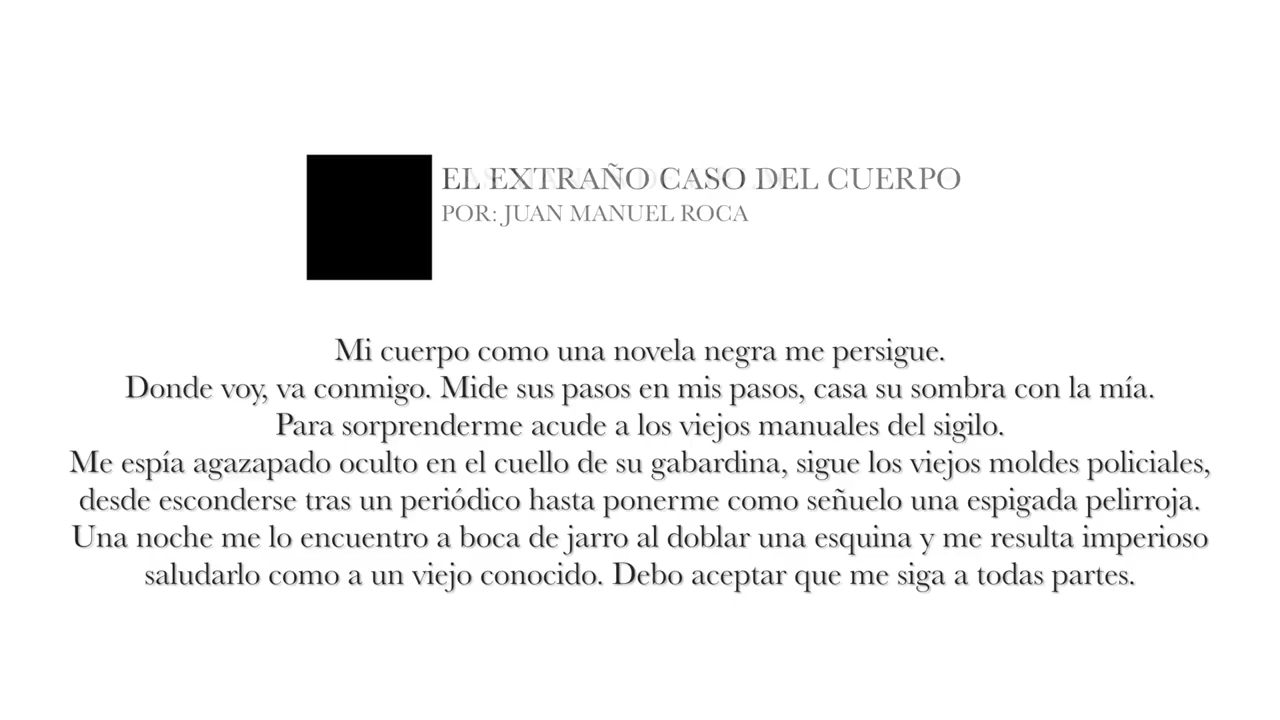 EL EXTRAÑO CASO DEL CUERPO
POR: JUAN MANUEL ROCA
Mi cuerpo como una novela negra me persigue.
Donde voy, va conmigo. Mide sus pasos en mis pasos, casa su sombra con la mía.
Para sorprenderme acude a los viejos manuales del sigilo.
Me espía agazapado oculto en el cuello de su gabardina, sigue los viejos moldes policiales,
desde esconderse tras un periódico hasta ponerme como señuelo una espigada pelirroja.
Una noche me lo encuentro a boca de jarro al doblar una esquina y me resulta imperioso
saludarlo como a un viejo conocido. Debo aceptar que me siga a todas partes.